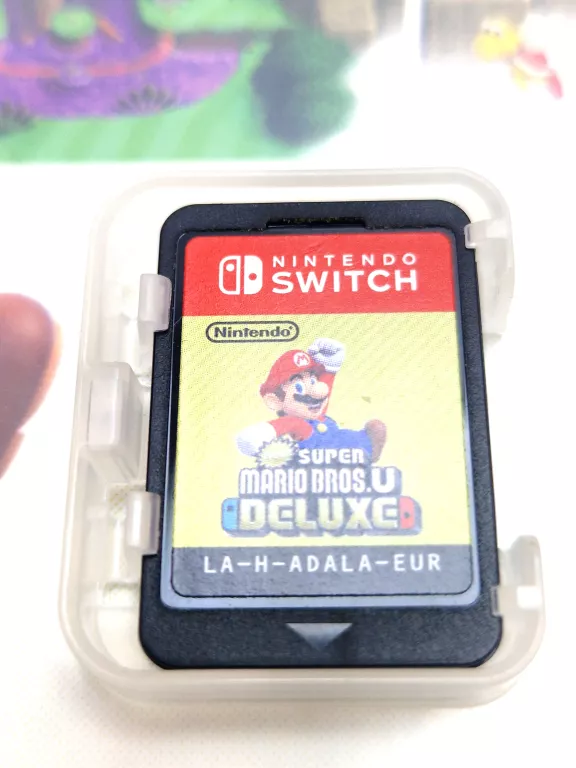 NINTENDO
SWITCH
Nintendo
SUPER
MARIO BROS.U
DELUXE
LA-H-ADALA-EUR